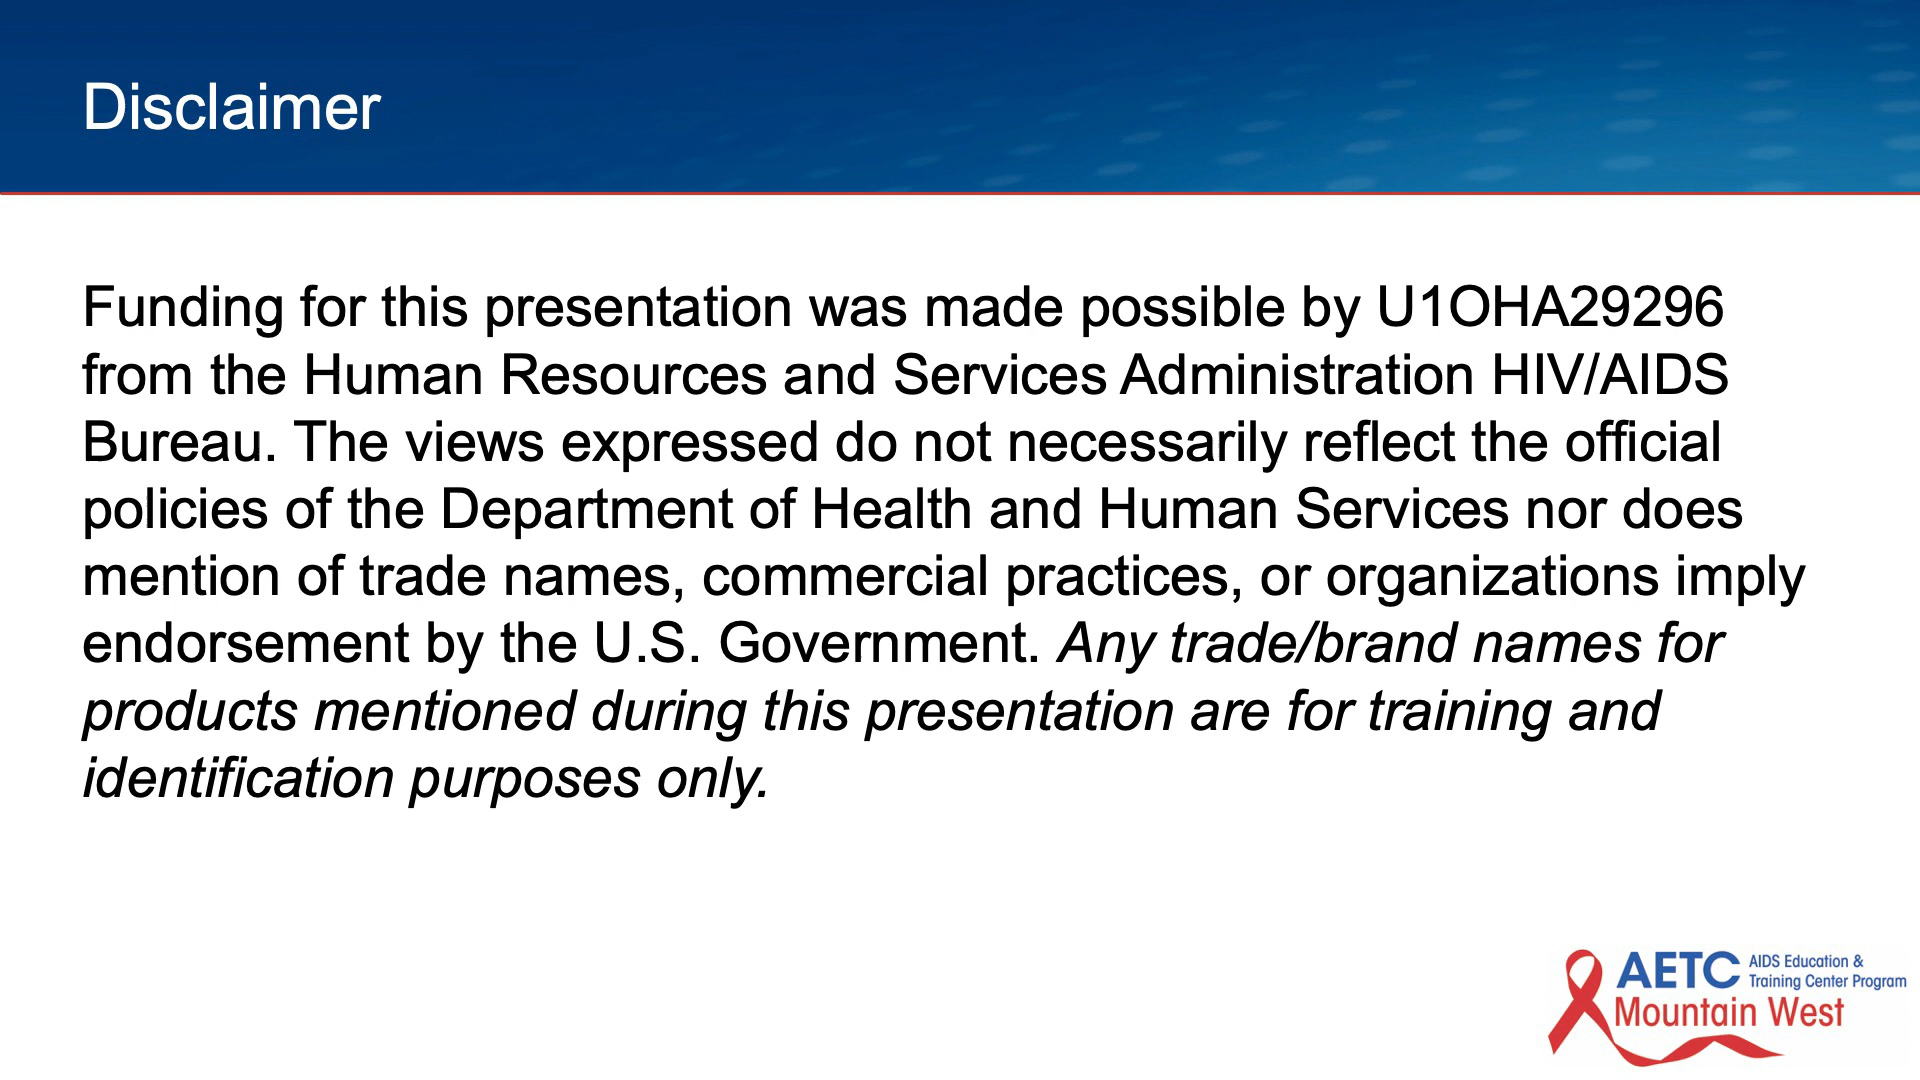 Disclaimer
Funding for this presentation was made possible by U1OHA29296
from the Human Resources and Services Administration HIV/AIDS
Bureau. The views expressed do not necessarily reflect the official
policies of the Department of Health and Human Services nor does
mention of trade names, commercial practices, or organizations imply
endorsement by the U.S. Government. Any trade/brand names for
products mentioned during this presentation are for training and
identification purposes only.
AETC AIDS Education &
Training Center Program
Mountain West